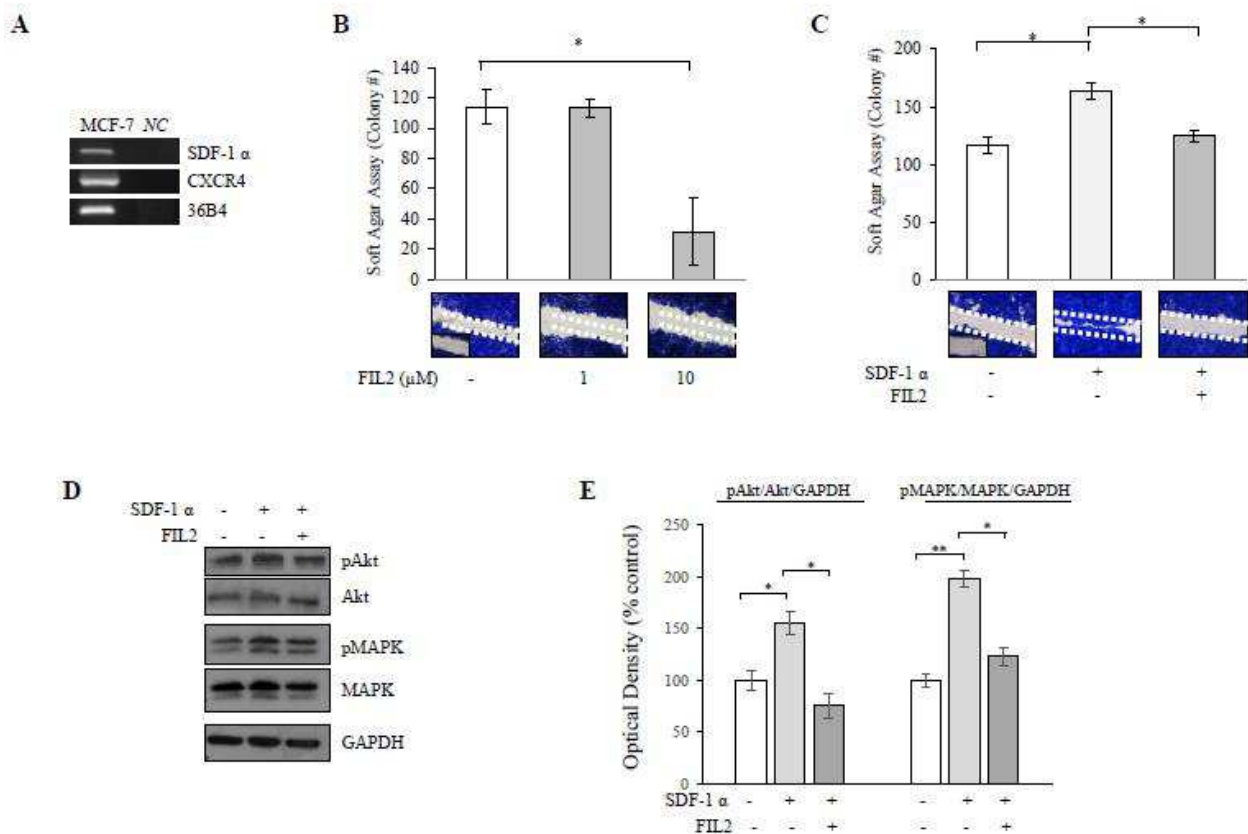 A
MCF-7 NC
SDF-1 α
CXCR4
36B4
B
*
Soft Agar Assay (Colony #)
140
120
100
80
60
40
20
0
FIL2 (µM) - 1 10
C
* *
Soft Agar Assay (Colony #)
200
150
100
50
0
SDF-1 α - + +
FIL2 - - +
D
SDF-1 α - + +
FIL2 - - +
pAkt
Akt
pMAPK
MAPK
GAPDH
E
pAkt/Akt/GAPDH pMAPK/MAPK/GAPDH
Optical Density (% control)
250
200
150
100
50
0
* * ** *
SDF-1 α - + + - + +
FIL2 - - + - - +